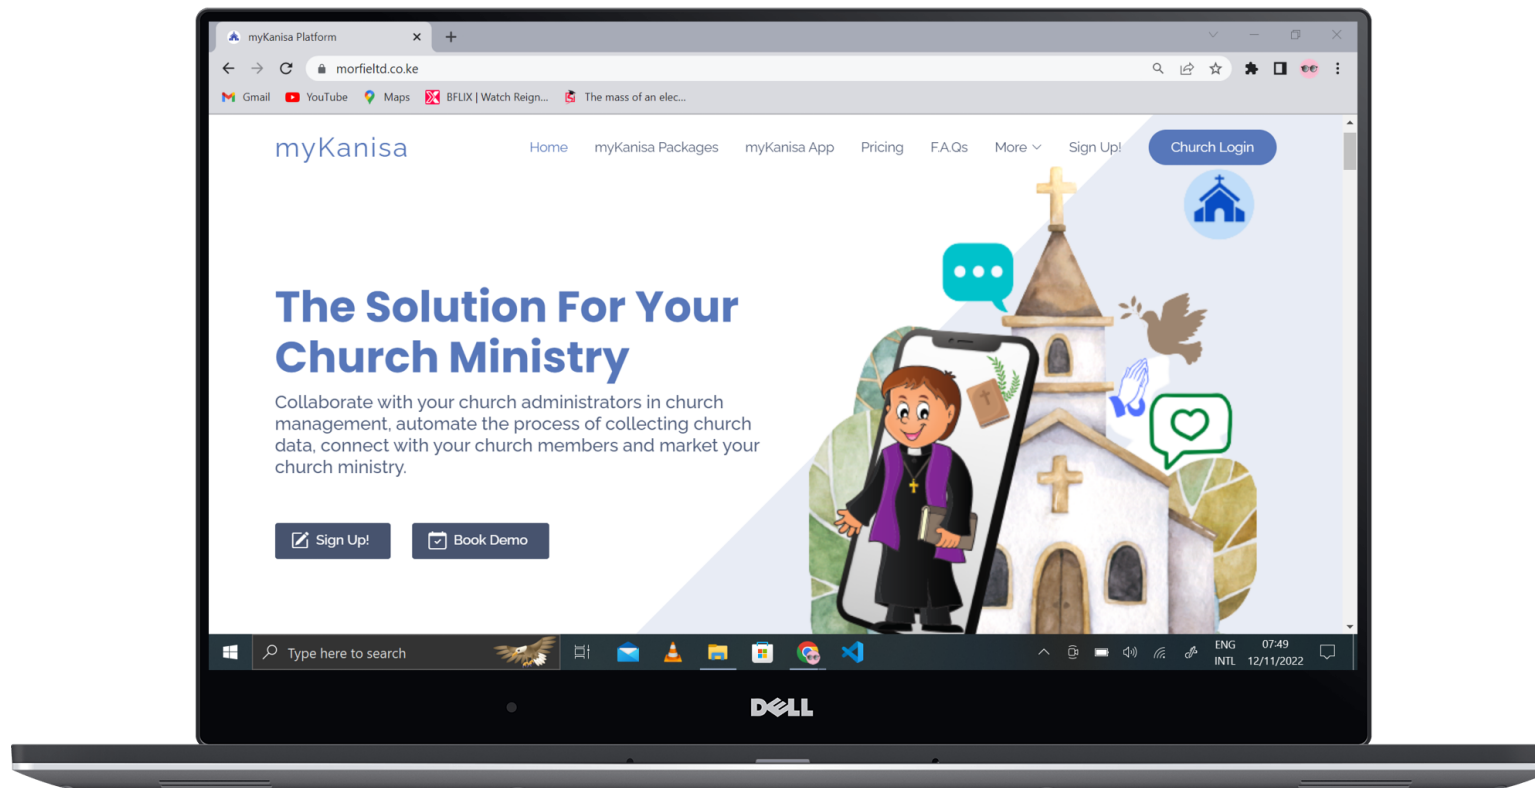 myKanisa Platform
morfieltd.co.ke
Gmail YouTube Maps BFLIX | Watch Reign... The mass of an elec...
myKanisa Home myKanisa Packages myKanisa App Pricing F.A.Qs More Sign Up! Church Login
The Solution For Your
Church Ministry
Collaborate with your church administrators in church
management, automate the process of collecting church
data, connect with your church members and market your
church ministry.
Sign Up! Book Demo
Type here to search
ENG 07:49
INTL 12/11/2022
DELL